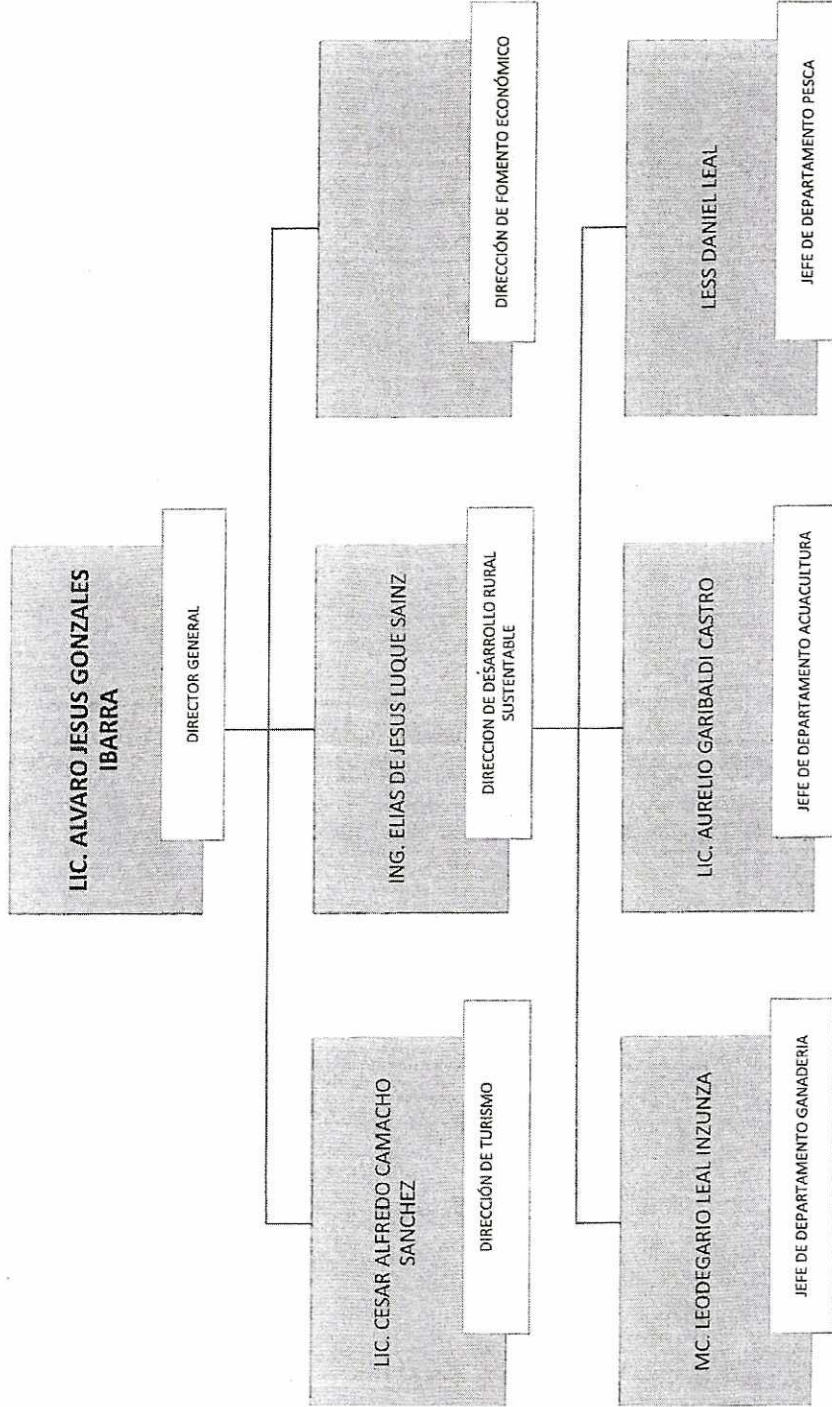 LIC. ALVARO JESUS GONZALES
IBARRA
DIRECTOR GENERAL
LIC. CESAR ALFREDO CAMACHO
SANCHEZ
DIRECCIÓN DE TURISMO
ING. ELIAS DE JESUS LUQUE SAINZ
DIRECCION DE DESARROLLO RURAL
SUSTENTABLE
DIRECCIÓN DE FOMENTO ECONÓMICO
MC. LEODEGARIO LEAL INZUNZA
JEFE DE DEPARTAMENTO GANADERIA
LIC. AURELIO GARIBALDI CASTRO
JEFE DE DEPARTAMENTO ACUACULTURA
LESS DANIEL LEAL
JEFE DE DEPARTAMENTO PESCA